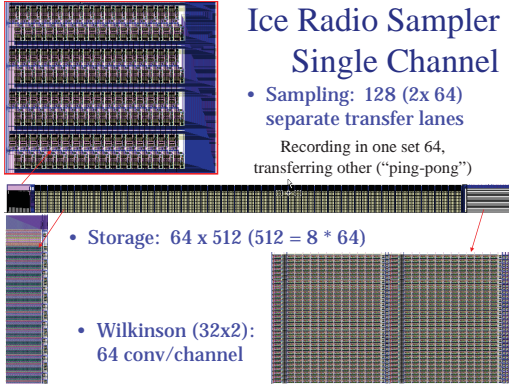 Ice Radio Sampler
Single Channel
• Sampling: 128 (2x 64)
separate transfer lanes
Recording in one set 64,
transferring other (“ping-pong”)
• Storage: 64 x 512 (512 = 8 * 64)
• Wilkinson (32x2):
64 conv/channel